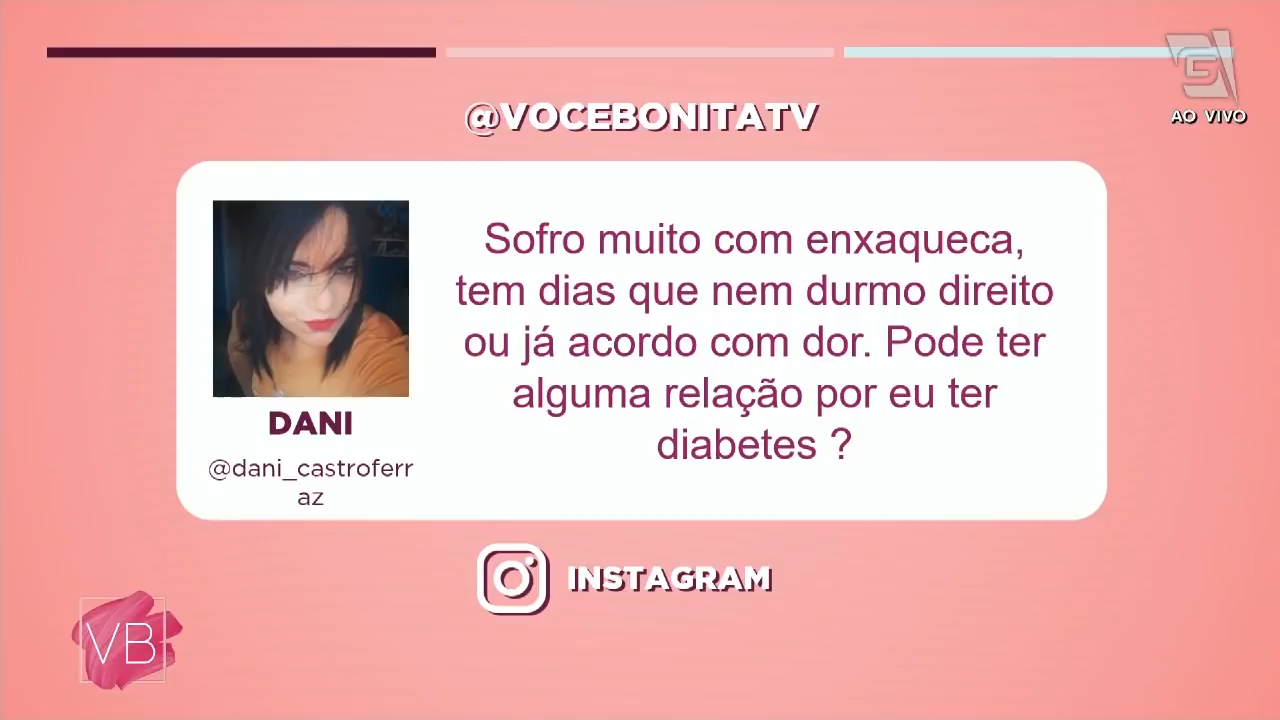 @VOCEBONITATV
G
AO VIVO
Sofro muito com enxaqueca,
tem dias que nem durmo direito
ou já acordo com dor. Pode ter
alguma relação por eu ter
diabetes ?
DANI
@dani_castroferr
az
INSTAGRAM
VB